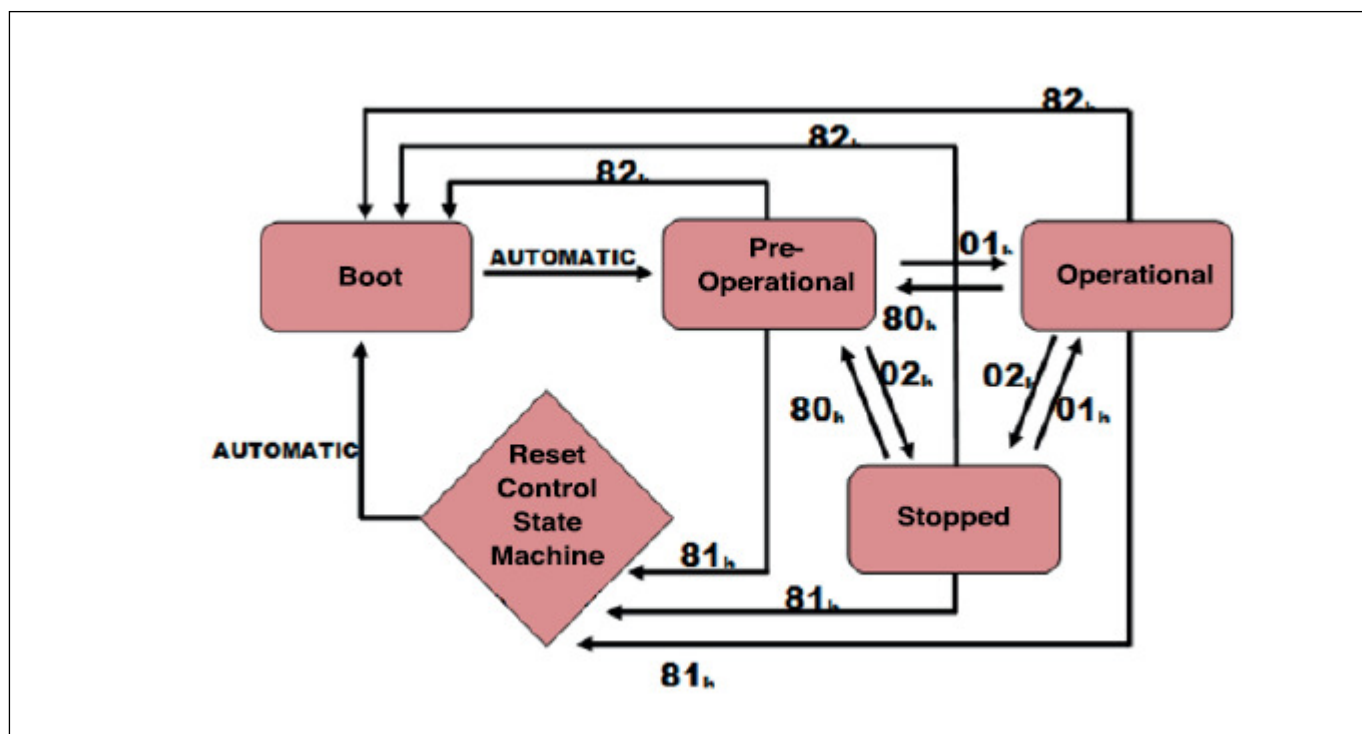 82h
82h
82h
Boot
AUTOMATIC
Pre-
Operational
01h
80h
Operational
02h
80h
02h
01h
AUTOMATIC
Reset
Control
State
Machine
Stopped
81h
81h
81h